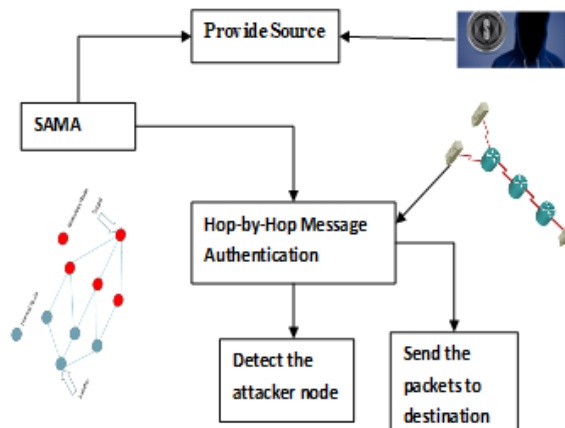 Provide Source
SAMA
Hop-by-Hop Message
Authentication
Detect the
attacker node
Send the
packets to
destination